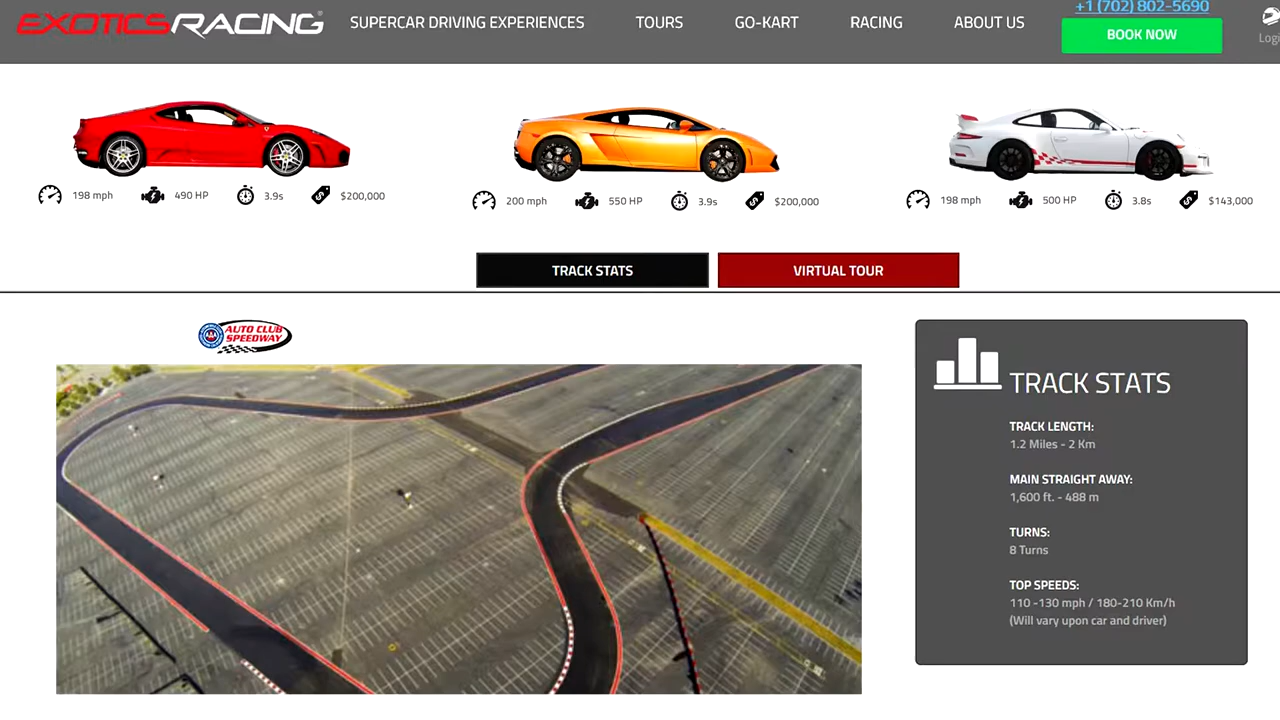 EXOTICSRACING®
SUPERCAR DRIVING EXPERIENCES
TOURS
GO-KART
RACING
ABOUT US
+1 (702) 802-5690
BOOK NOW
Logi
198 mph
490 HP
3.9s
$200,000
200 mph
550 HP
3.9s
$200,000
198 mph
500 HP
3.8s
$143,000
TRACK STATS
VIRTUAL TOUR
AUTO CLUB
SPEEDWAY
TRACK STATS
TRACK LENGTH:
1.2 Miles - 2 Km
MAIN STRAIGHT AWAY:
1,600 ft. - 488 m
TURNS:
8 Turns
TOP SPEEDS:
110 -130 mph / 180-210 Km/h
(Will vary upon car and driver)